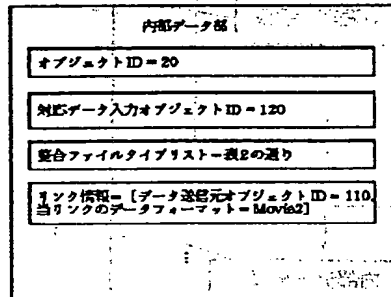 内部データ部
オブジェクトID=20
対応データ入力オブジェクトID=120
整合ファイルタイプリスト=表2の通り
リンク情報=[データ送信元オブジェクトID=110,
当リンクのデータフォーマット=Movie2]